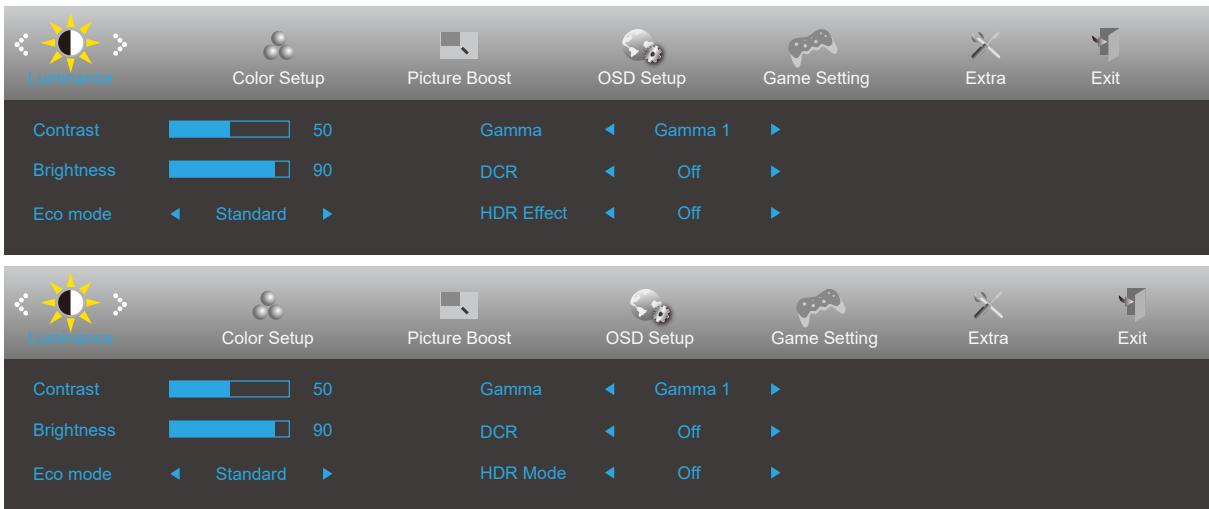 Luminance Color Setup Picture Boost OSD Setup Game Setting Extra Exit
Contrast 50 Gamma Gamma 1
Brightness 90 DCR Off
Eco mode Standard HDR Effect Off
Luminance Color Setup Picture Boost OSD Setup Game Setting Extra Exit
Contrast 50 Gamma Gamma 1
Brightness 90 DCR Off
Eco mode Standard HDR Mode Off